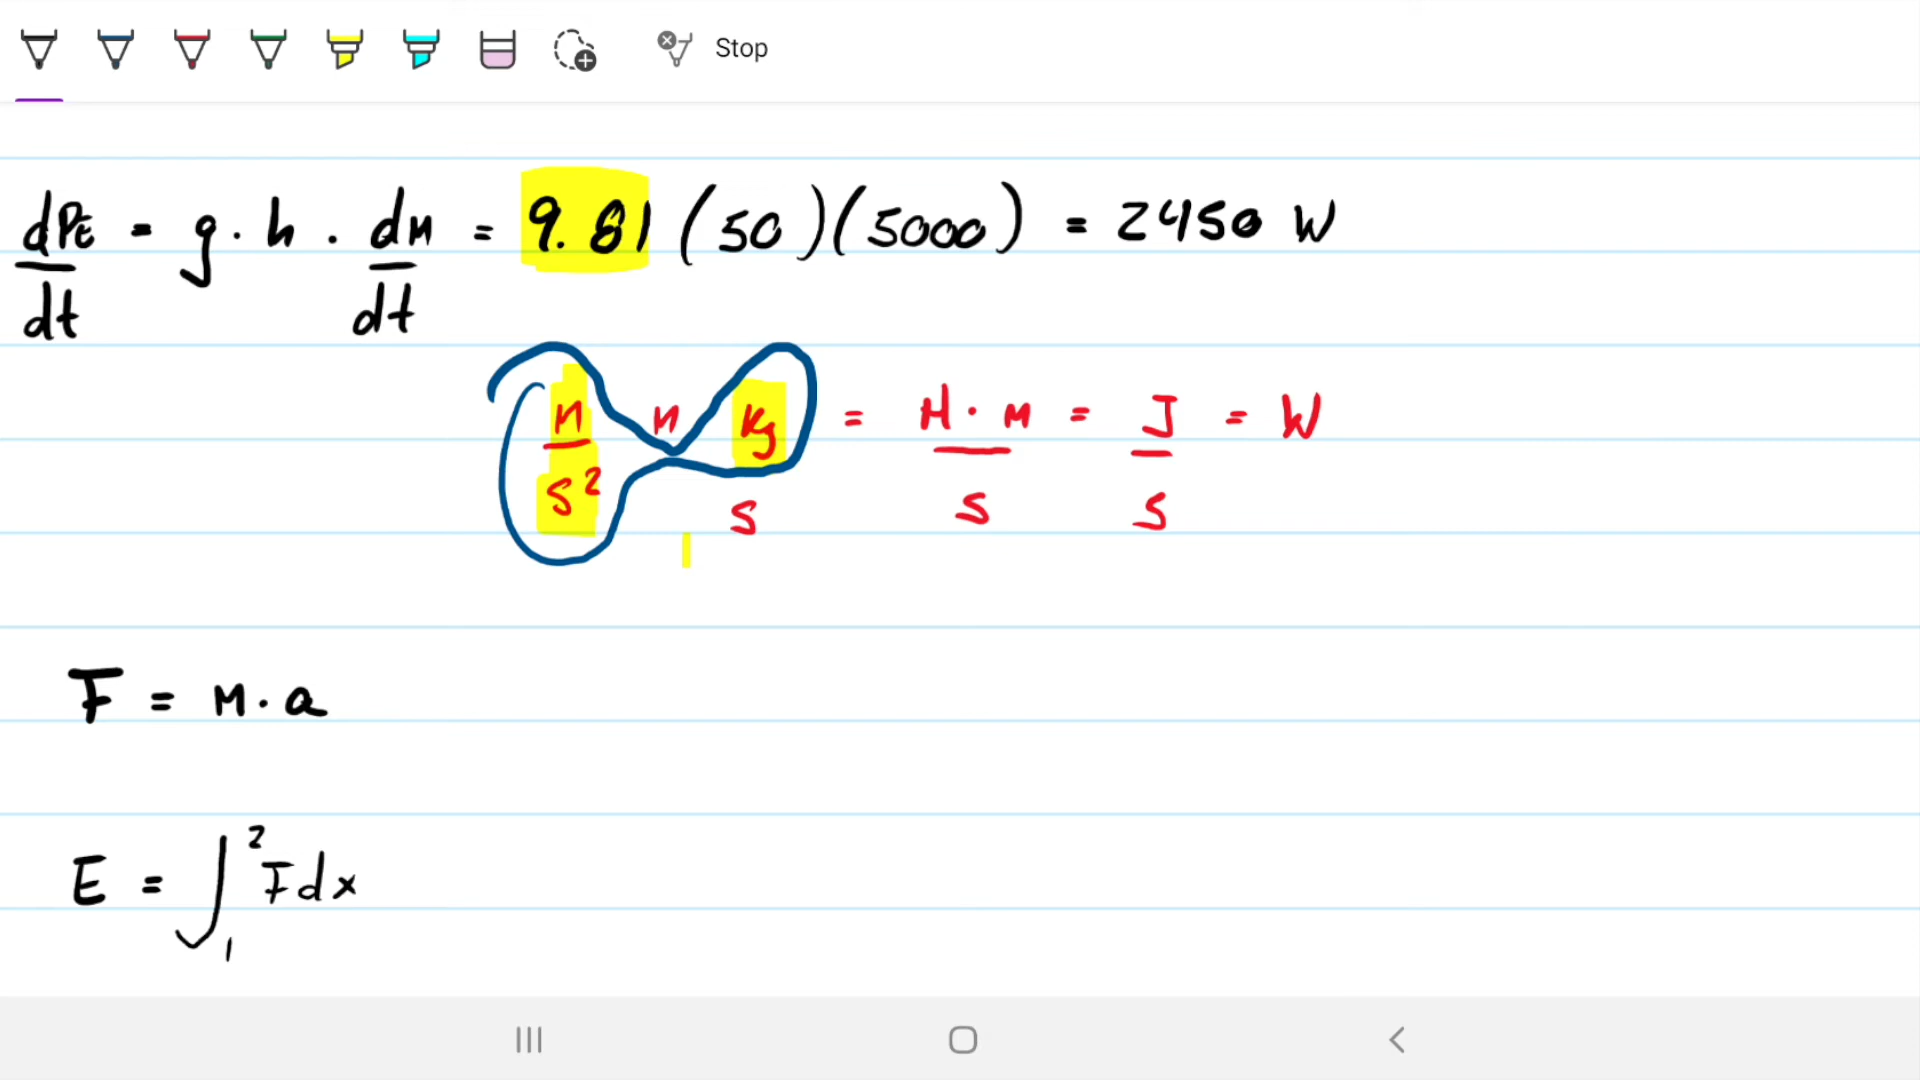 Stop
dPE/dt = g · h · dM/dt = 9.81 (50)(5000) = 2450 W
M/S² M Kg/S = N · M/S = J/S = W
F = M · a
E = ∫₁² F dx